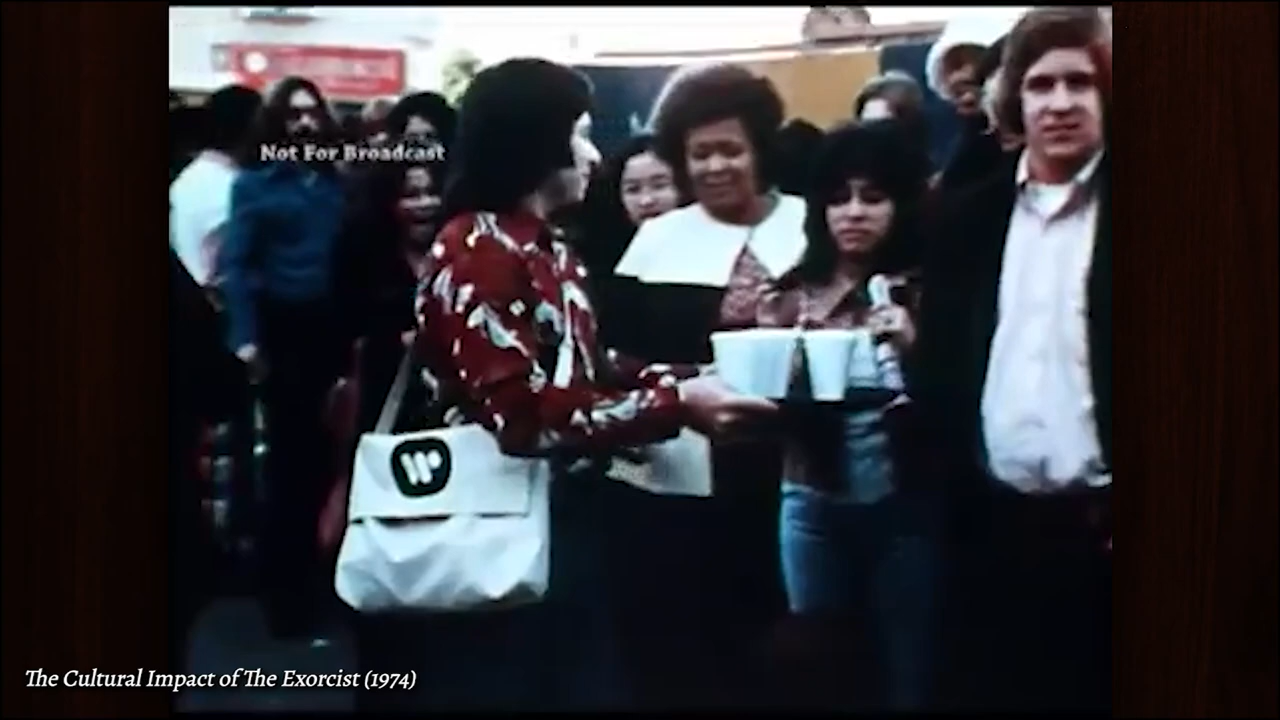 Not For Broadcast
The Cultural Impact of The Exorcist (1974)